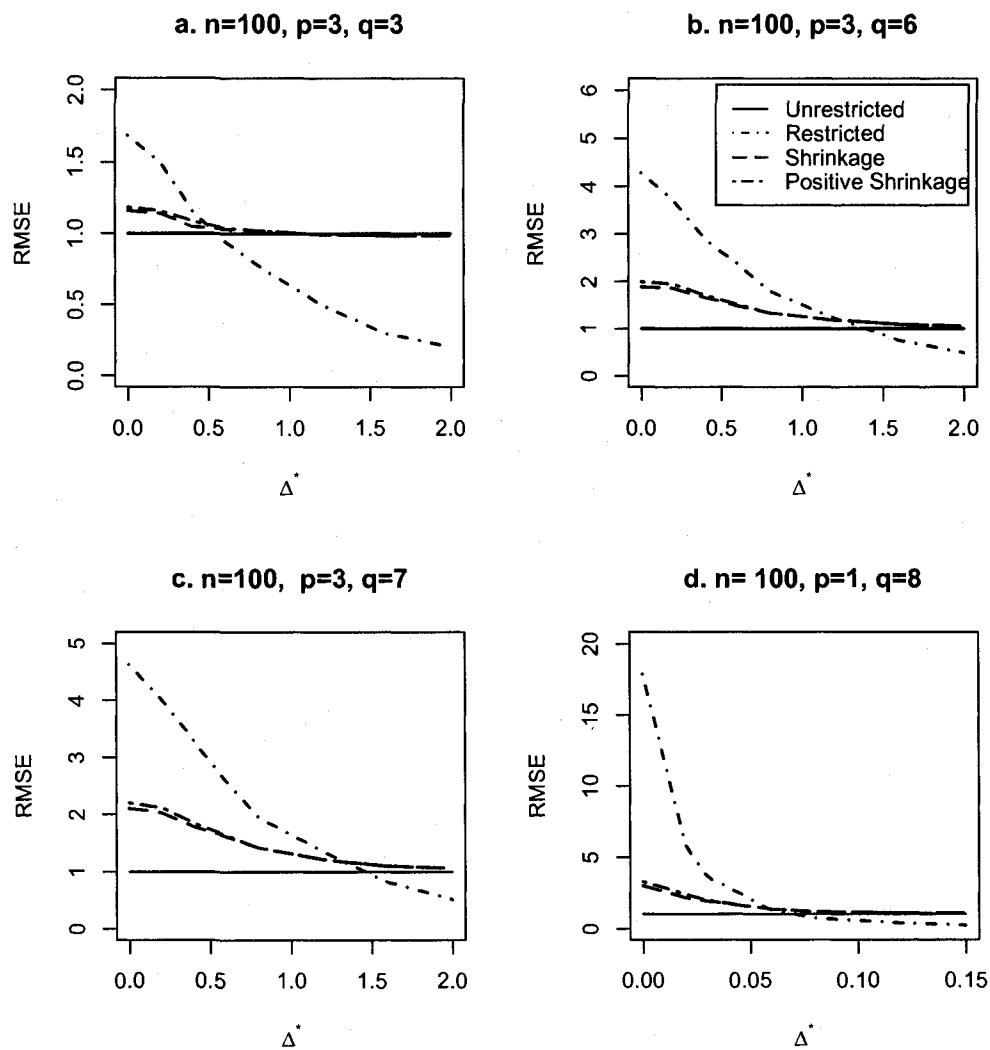 a. n=100, p=3, q=3
RMSE
2.0
1.5
1.0
0.5
0.0
0.0 0.5 1.0 1.5 2.0
Δ*
b. n=100, p=3, q=6
RMSE
6
5
4
3
2
1
0
Unrestricted
Restricted
Shrinkage
Positive Shrinkage
0.0 0.5 1.0 1.5 2.0
Δ*
c. n=100, p=3, q=7
RMSE
5
4
3
2
1
0
0.0 0.5 1.0 1.5 2.0
Δ*
d. n= 100, p=1, q=8
RMSE
20
15
10
5
0
0.00 0.05 0.10 0.15
Δ*